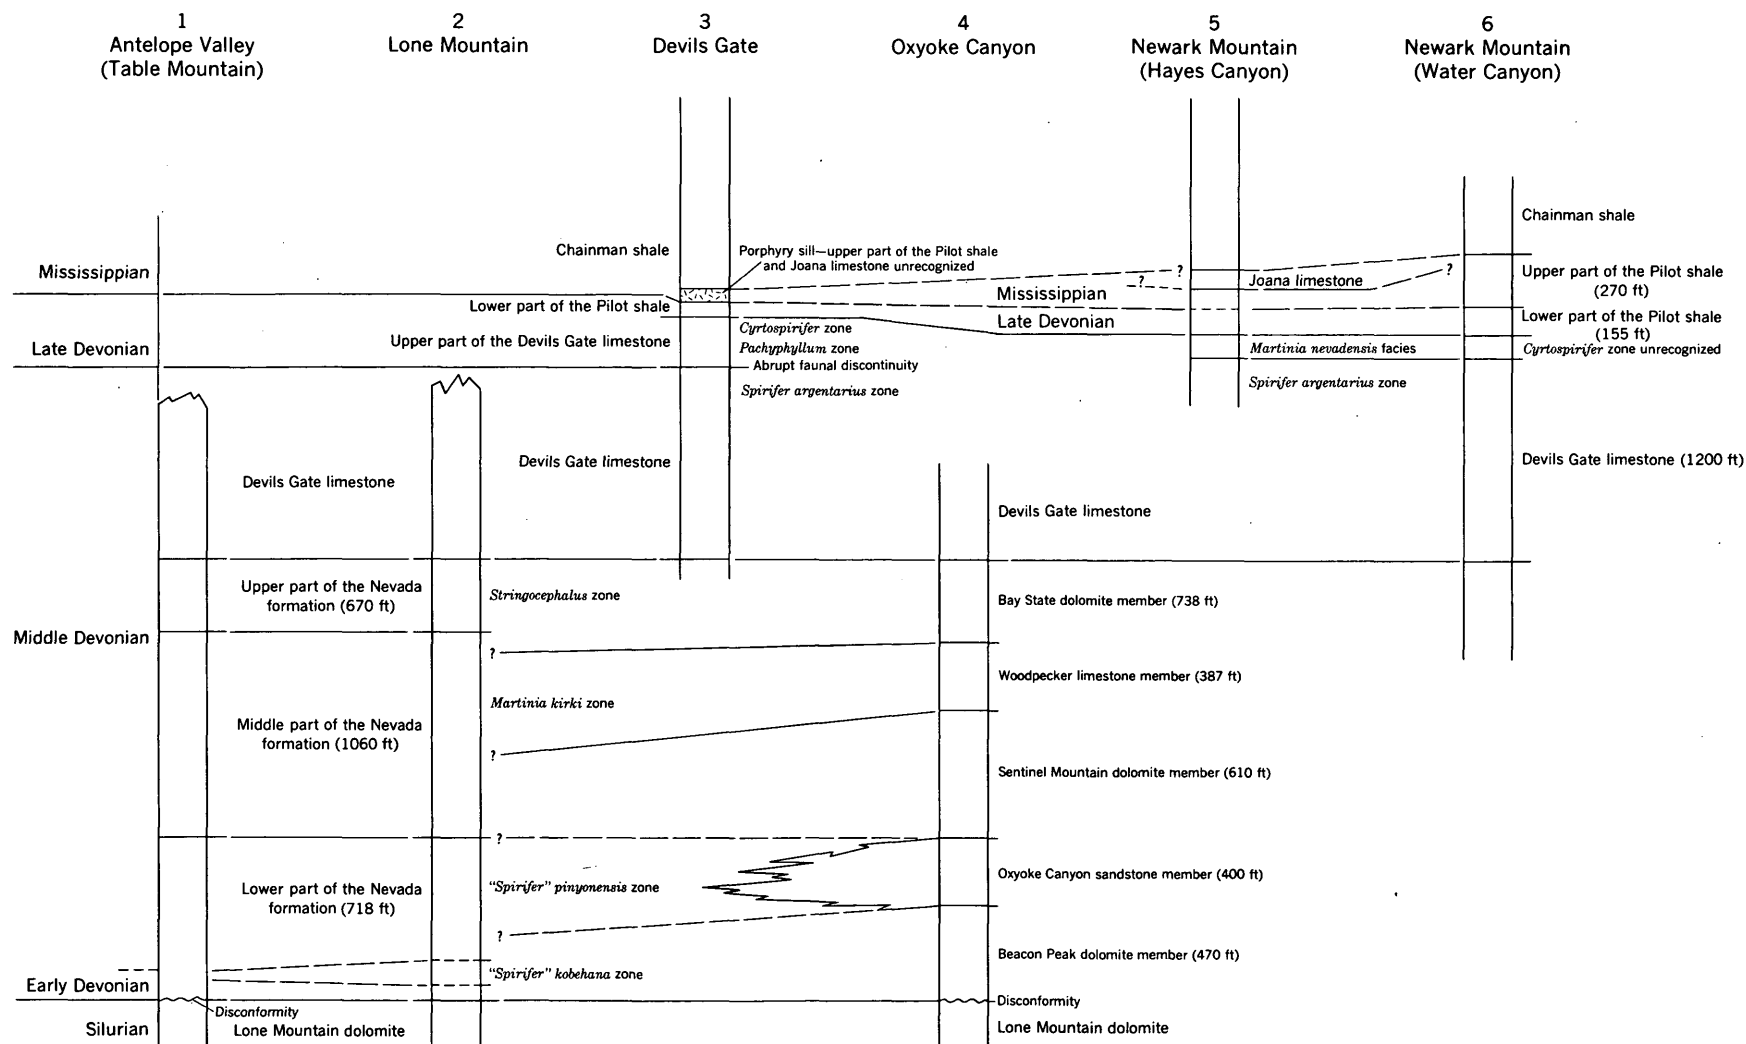 1
Antelope Valley
(Table Mountain)
2
Lone Mountain
3
Devils Gate
4
Oxyoke Canyon
5
Newark Mountain
(Hayes Canyon)
6
Newark Mountain
(Water Canyon)
Mississippian
Late Devonian
Middle Devonian
Early Devonian
Silurian
Devils Gate limestone
Upper part of the Nevada
formation (670 ft)
Middle part of the Nevada
formation (1060 ft)
Lower part of the Nevada
formation (718 ft)
Disconformity
Lone Mountain dolomite
Chainman shale
Lower part of the Pilot shale
Upper part of the Devils Gate limestone
Devils Gate limestone
Stringocephalus zone
?
Martinia kirki zone
?
?
"Spirifer" pinyonensis zone
?
"Spirifer" kobehana zone
Porphyry sill—upper part of the Pilot shale
and Joana limestone unrecognized
Cyrtospirifer zone
Pachyphyllum zone
Abrupt faunal discontinuity
Spirifer argentarius zone
Mississippian
Late Devonian
?
?
Devils Gate limestone
Bay State dolomite member (738 ft)
Woodpecker limestone member (387 ft)
Sentinel Mountain dolomite member (610 ft)
Oxyoke Canyon sandstone member (400 ft)
Beacon Peak dolomite member (470 ft)
Disconformity
Lone Mountain dolomite
Joana limestone
?
Martinia nevadensis facies
Spirifer argentarius zone
Chainman shale
Upper part of the Pilot shale
(270 ft)
Lower part of the Pilot shale
(155 ft)
Cyrtospirifer zone unrecognized
Devils Gate limestone (1200 ft)